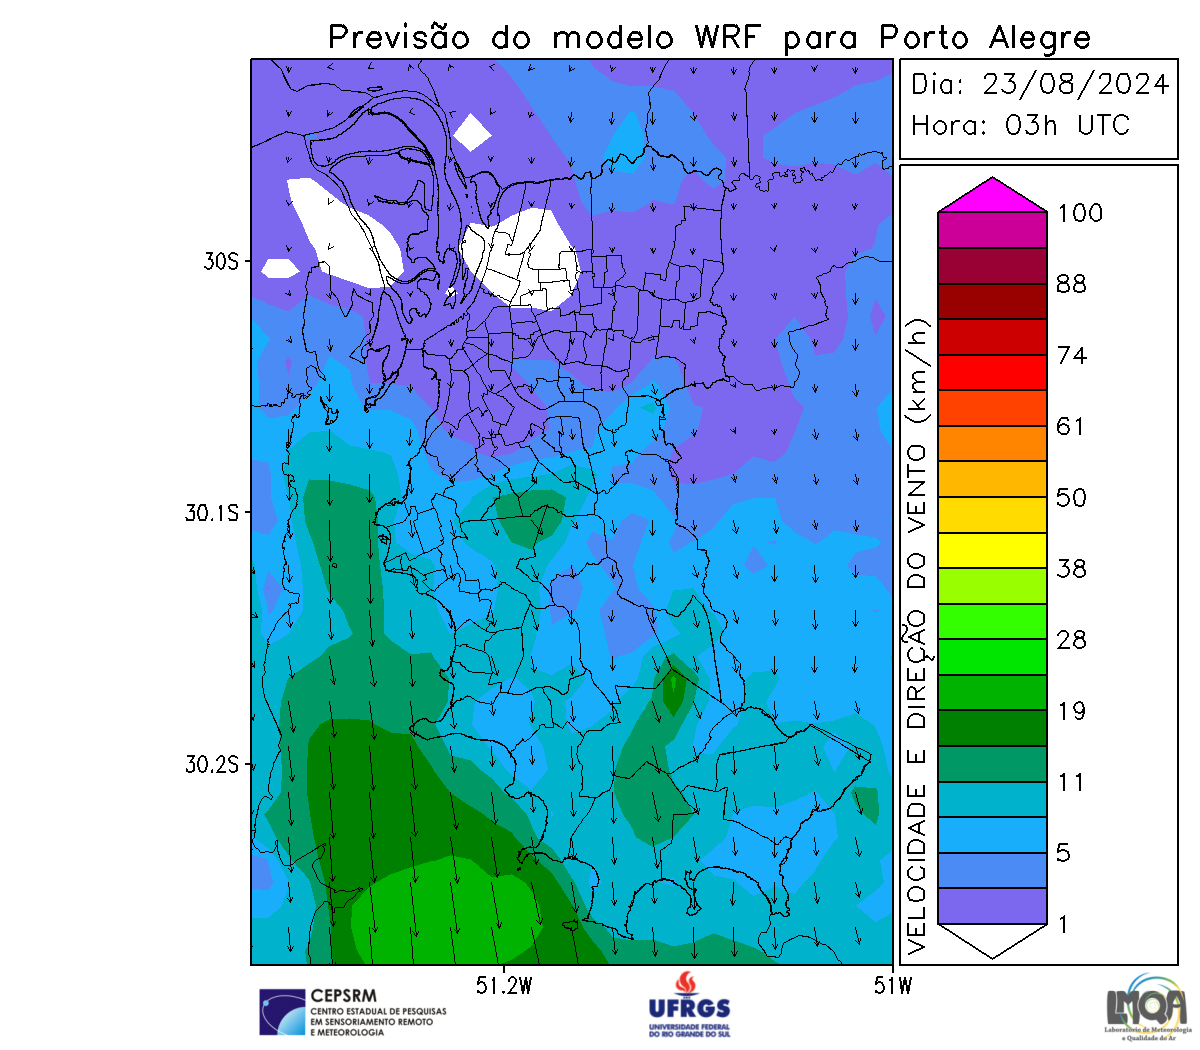 Previsão do modelo WRF para Porto Alegre
Dia: 23/08/2024
Hora: 03h UTC
30S
30.1S
30.2S
51.2W
51W
VELOCIDADE E DIREÇÃO DO VENTO (km/h)
100
88
74
61
50
38
28
19
11
5
1
CEPSRM
CENTRO ESTADUAL DE PESQUISAS
EM SENSORIAMENTO REMOTO
E METEOROLOGIA
UFRGS
UNIVERSIDADE FEDERAL
DO RIO GRANDE DO SUL
LMQA
Laboratório de Meteorologia
e Qualidade do Ar